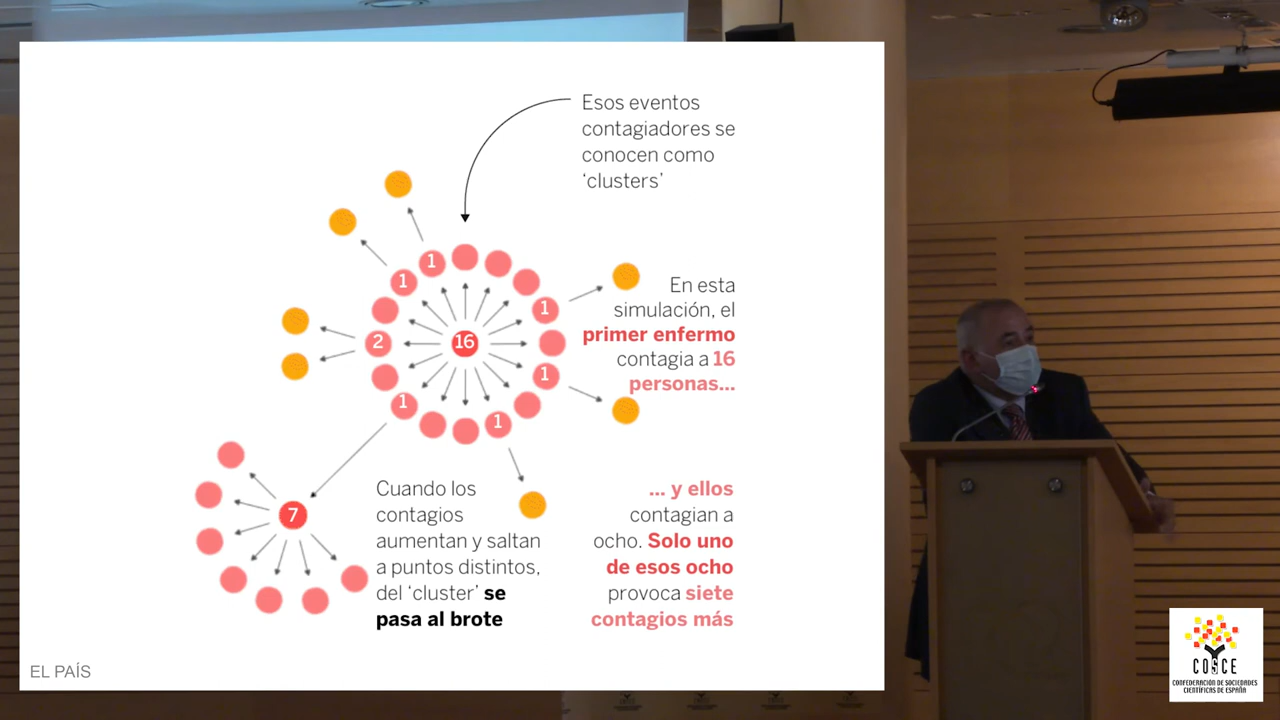 Esos eventos
contagiadores se
conocen como
‘clusters’
1
1
1
2
16
1
1
1
En esta
simulación, el
primer enfermo
contagia a 16
personas...
7
Cuando los
contagios
aumentan y saltan
a puntos distintos,
del ‘cluster’ se
pasa al brote
... y ellos
contagian a
ocho. Solo uno
de esos ocho
provoca siete
contagios más
EL PAÍS
COSCE
CONFEDERACIÓN DE SOCIEDADES
CIENTÍFICAS DE ESPAÑA